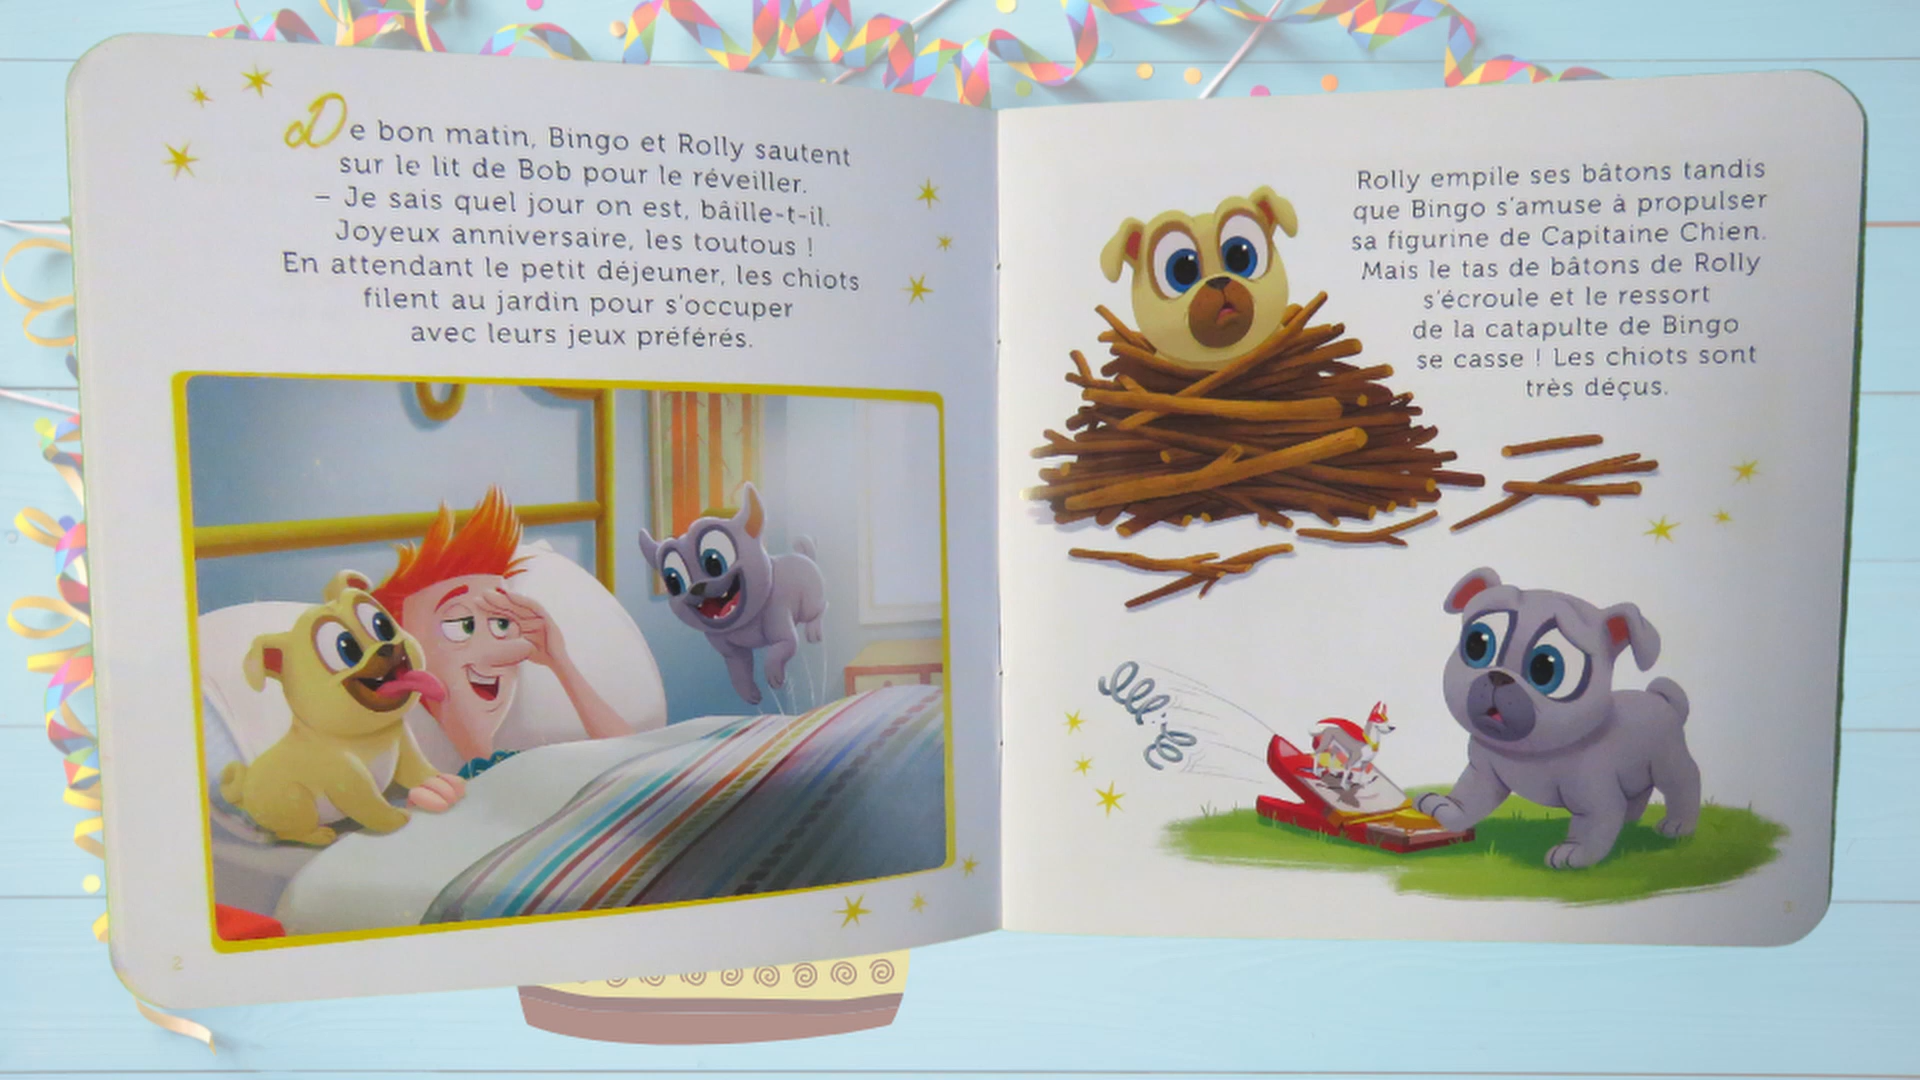 De bon matin, Bingo et Rolly sautent
sur le lit de Bob pour le réveiller.
– Je sais quel jour on est, bâille-t-il.
Joyeux anniversaire, les toutous !
En attendant le petit déjeuner, les chiots
filent au jardin pour s'occuper
avec leurs jeux préférés.
2
Rolly empile ses bâtons tandis
que Bingo s'amuse à propulser
sa figurine de Capitaine Chien.
Mais le tas de bâtons de Rolly
s'écroule et le ressort
de la catapulte de Bingo
se casse ! Les chiots sont
très déçus.
3